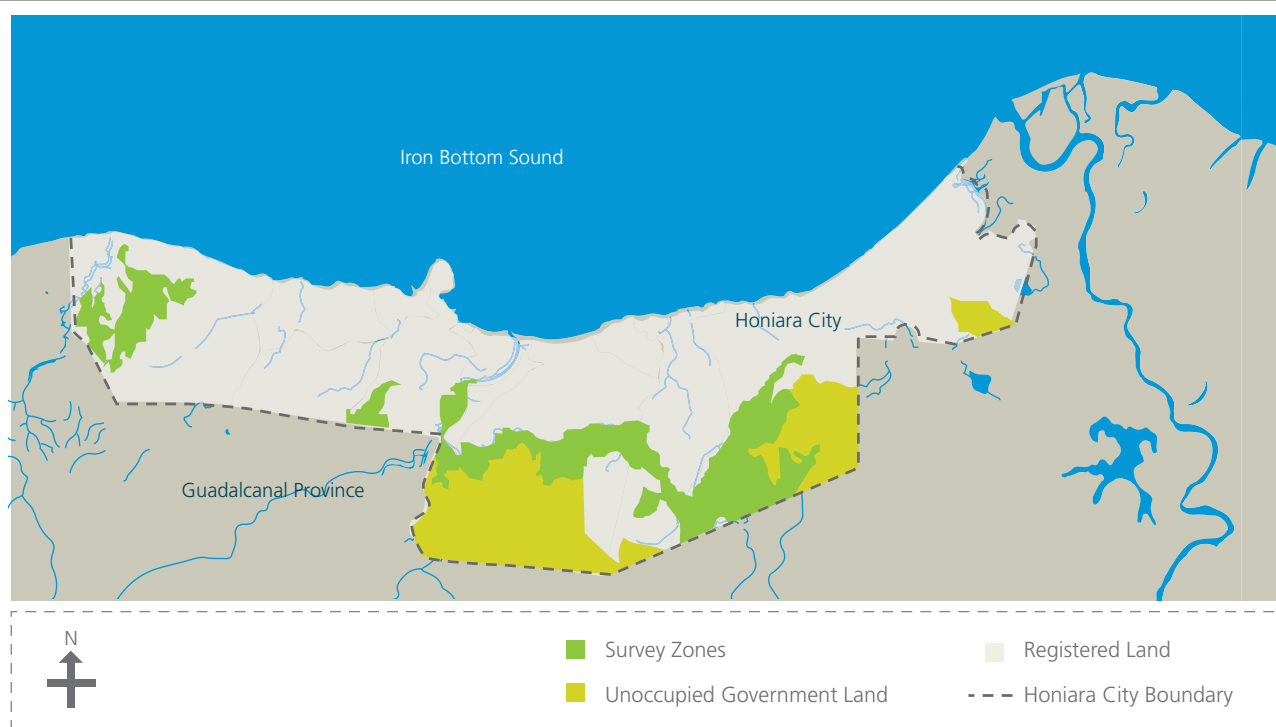 Iron Bottom Sound
Honiara City
Guadalcanal Province
N
Survey Zones
Registered Land
Unoccupied Government Land
Honiara City Boundary